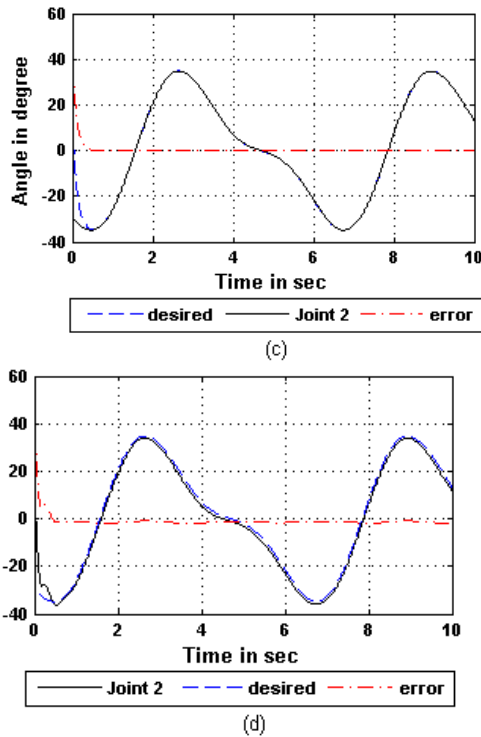 60
40
20
0
-20
-40
Angle in degree
0 2 4 6 8 10
Time in sec
desired Joint 2 error
(c)
60
40
20
0
-20
-40
0 2 4 6 8 10
Time in sec
Joint 2 desired error
(d)